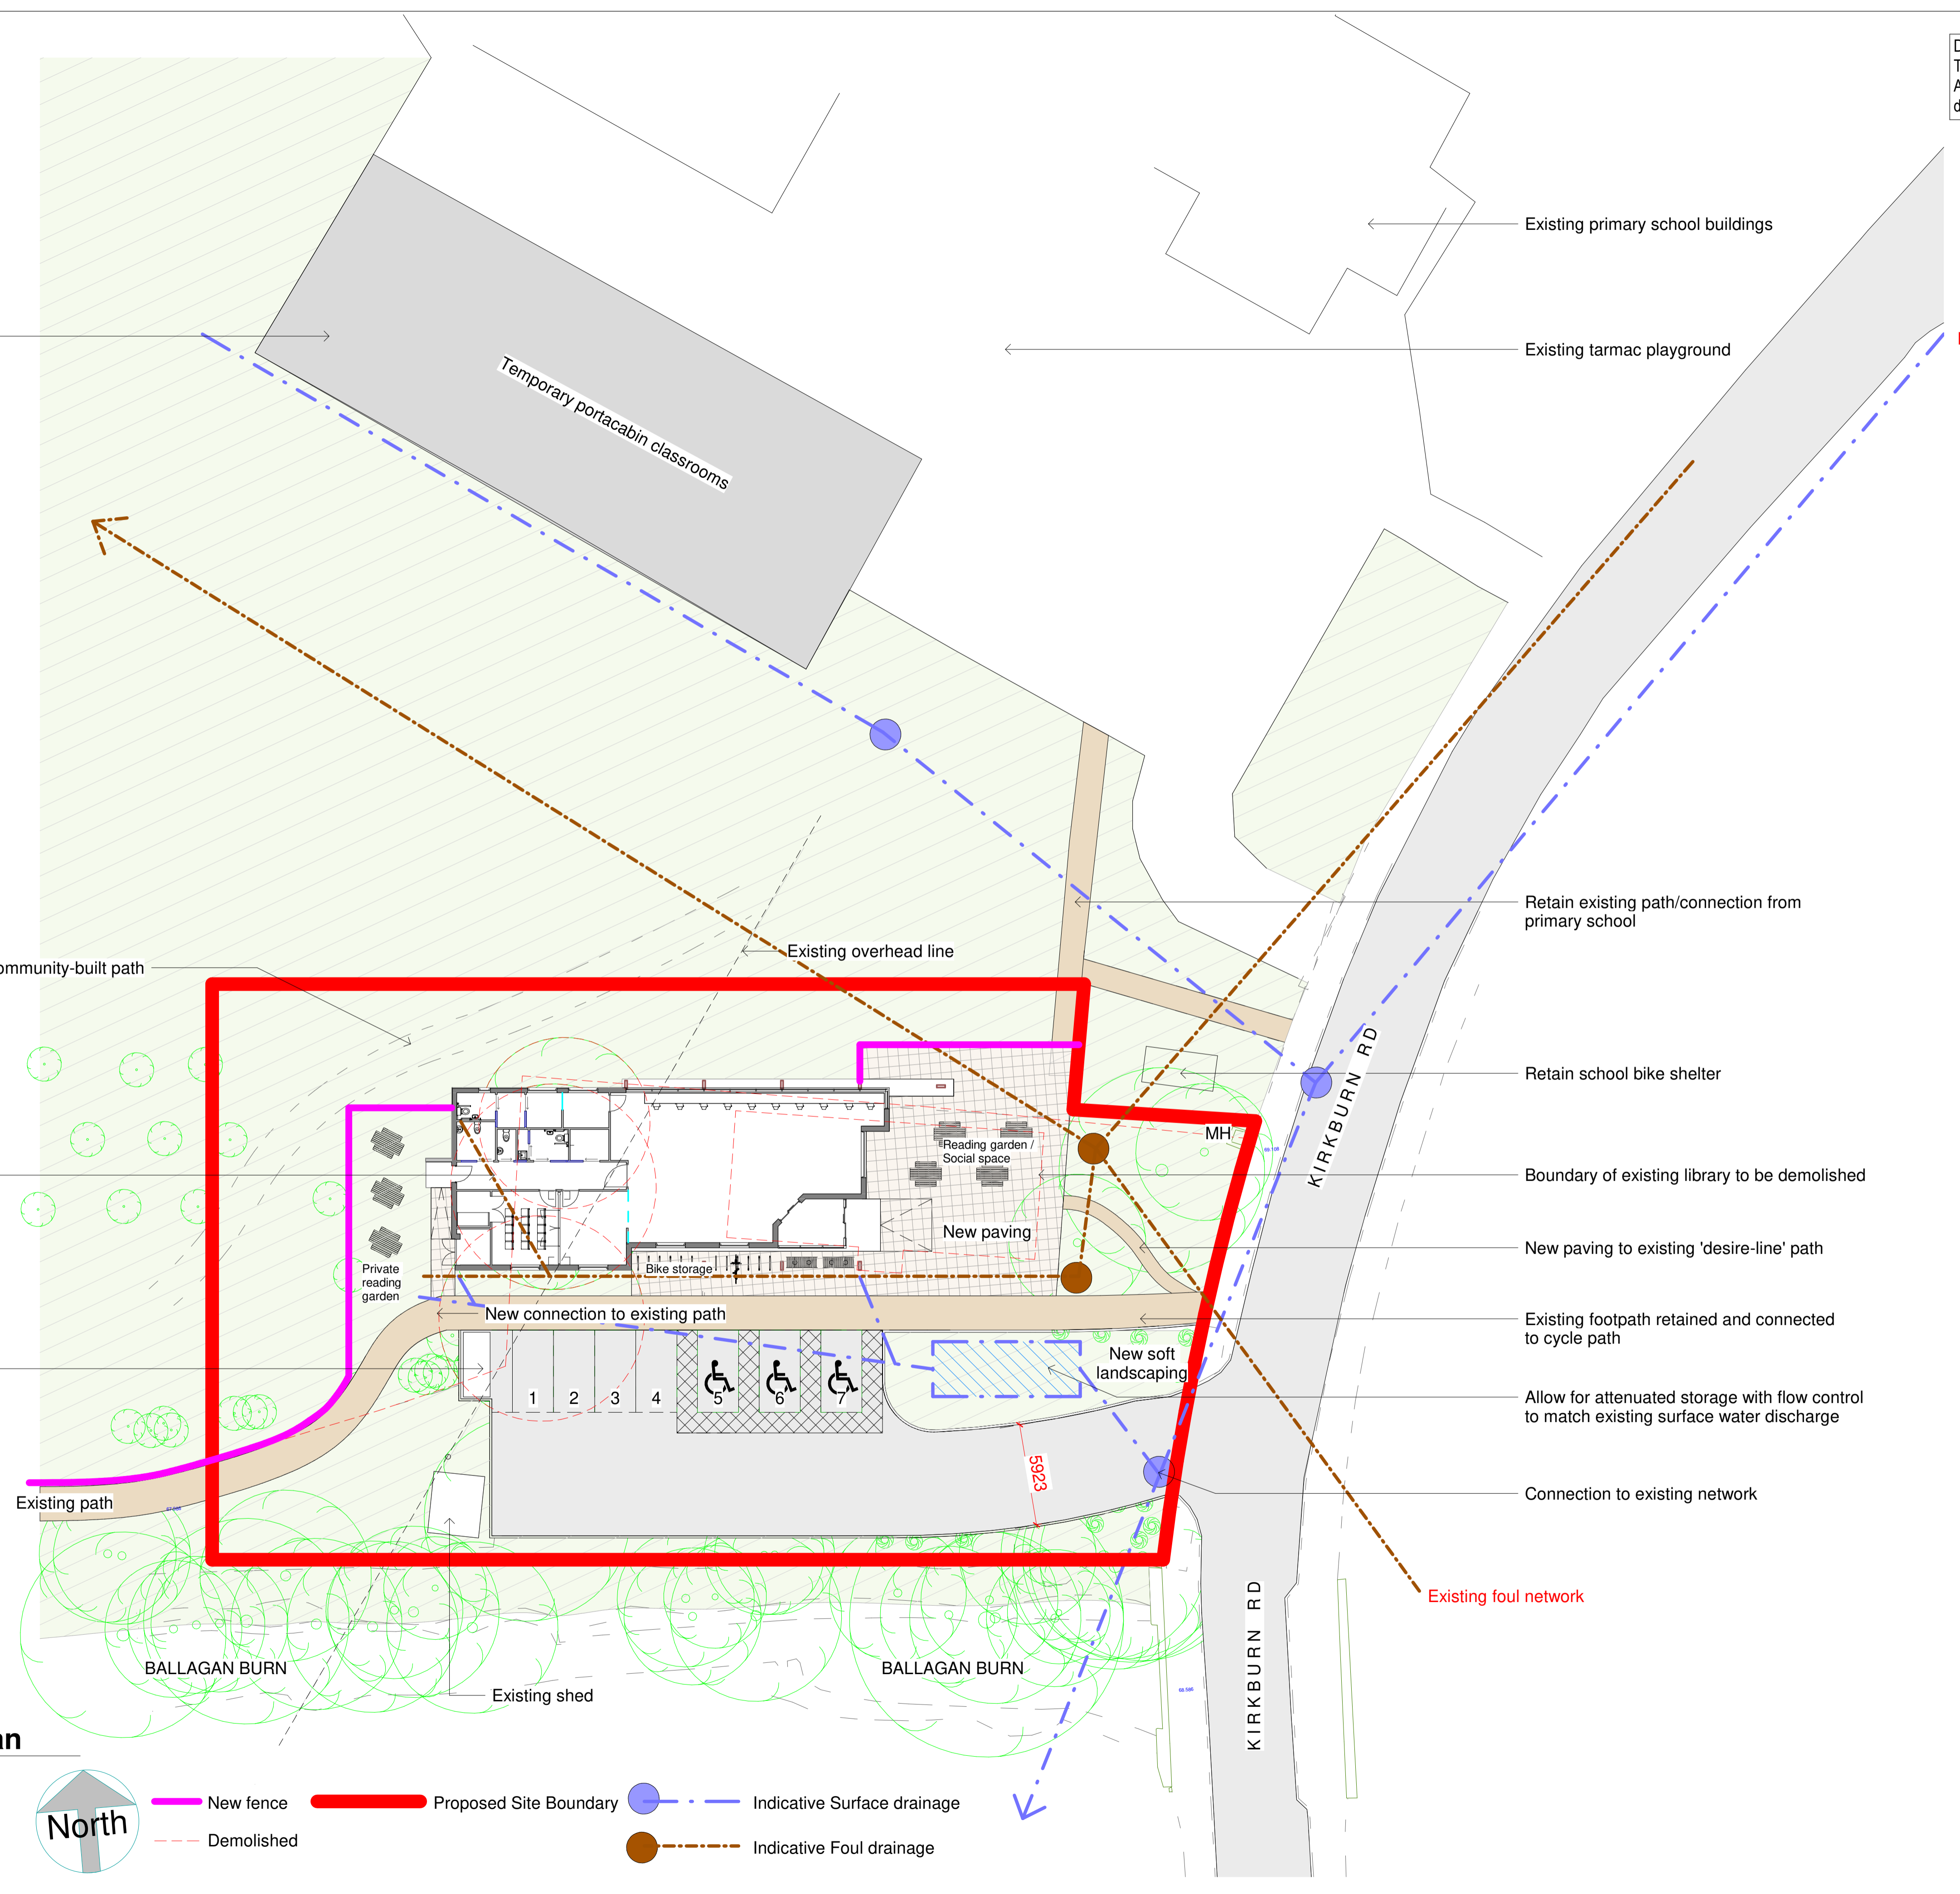 Existing primary school buildings
Existing tarmac playground
Temporary portacabin classrooms
Retain existing path/connection from
primary school
Existing overhead line
ommunity-built path
KIRKBURN RD
Retain school bike shelter
MH
Reading garden /
Social space
Boundary of existing library to be demolished
New paving
New paving to existing 'desire-line' path
Private
reading
garden
Bike storage
New connection to existing path
Existing footpath retained and connected
to cycle path
New soft
landscaping
1
2
3
4
5
6
7
Allow for attenuated storage with flow control
to match existing surface water discharge
5923
Existing path
Connection to existing network
Existing foul network
BALLAGAN BURN
BALLAGAN BURN
KIRKBURN RD
68.586
Existing shed
an
North
New fence
Proposed Site Boundary
Indicative Surface drainage
Demolished
Indicative Foul drainage